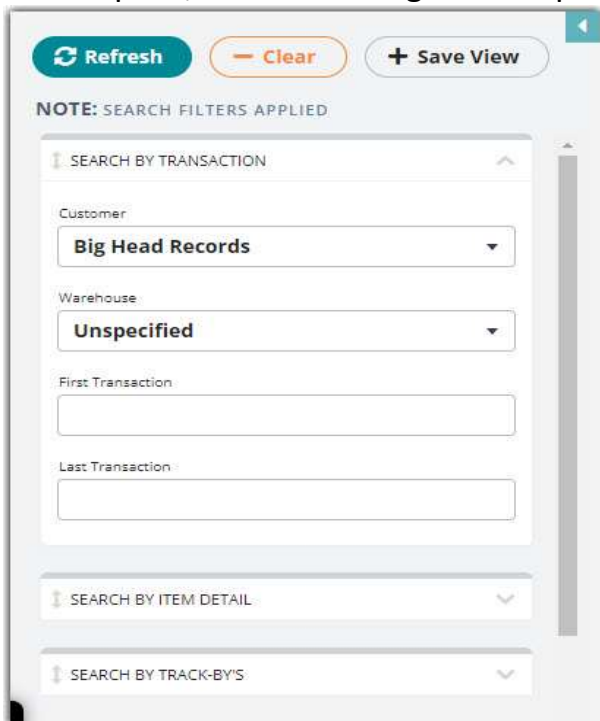 Refresh Clear Save View
NOTE: SEARCH FILTERS APPLIED
SEARCH BY TRANSACTION
Customer
Big Head Records
Warehouse
Unspecified
First Transaction
Last Transaction
SEARCH BY ITEM DETAIL
SEARCH BY TRACK-BY'S